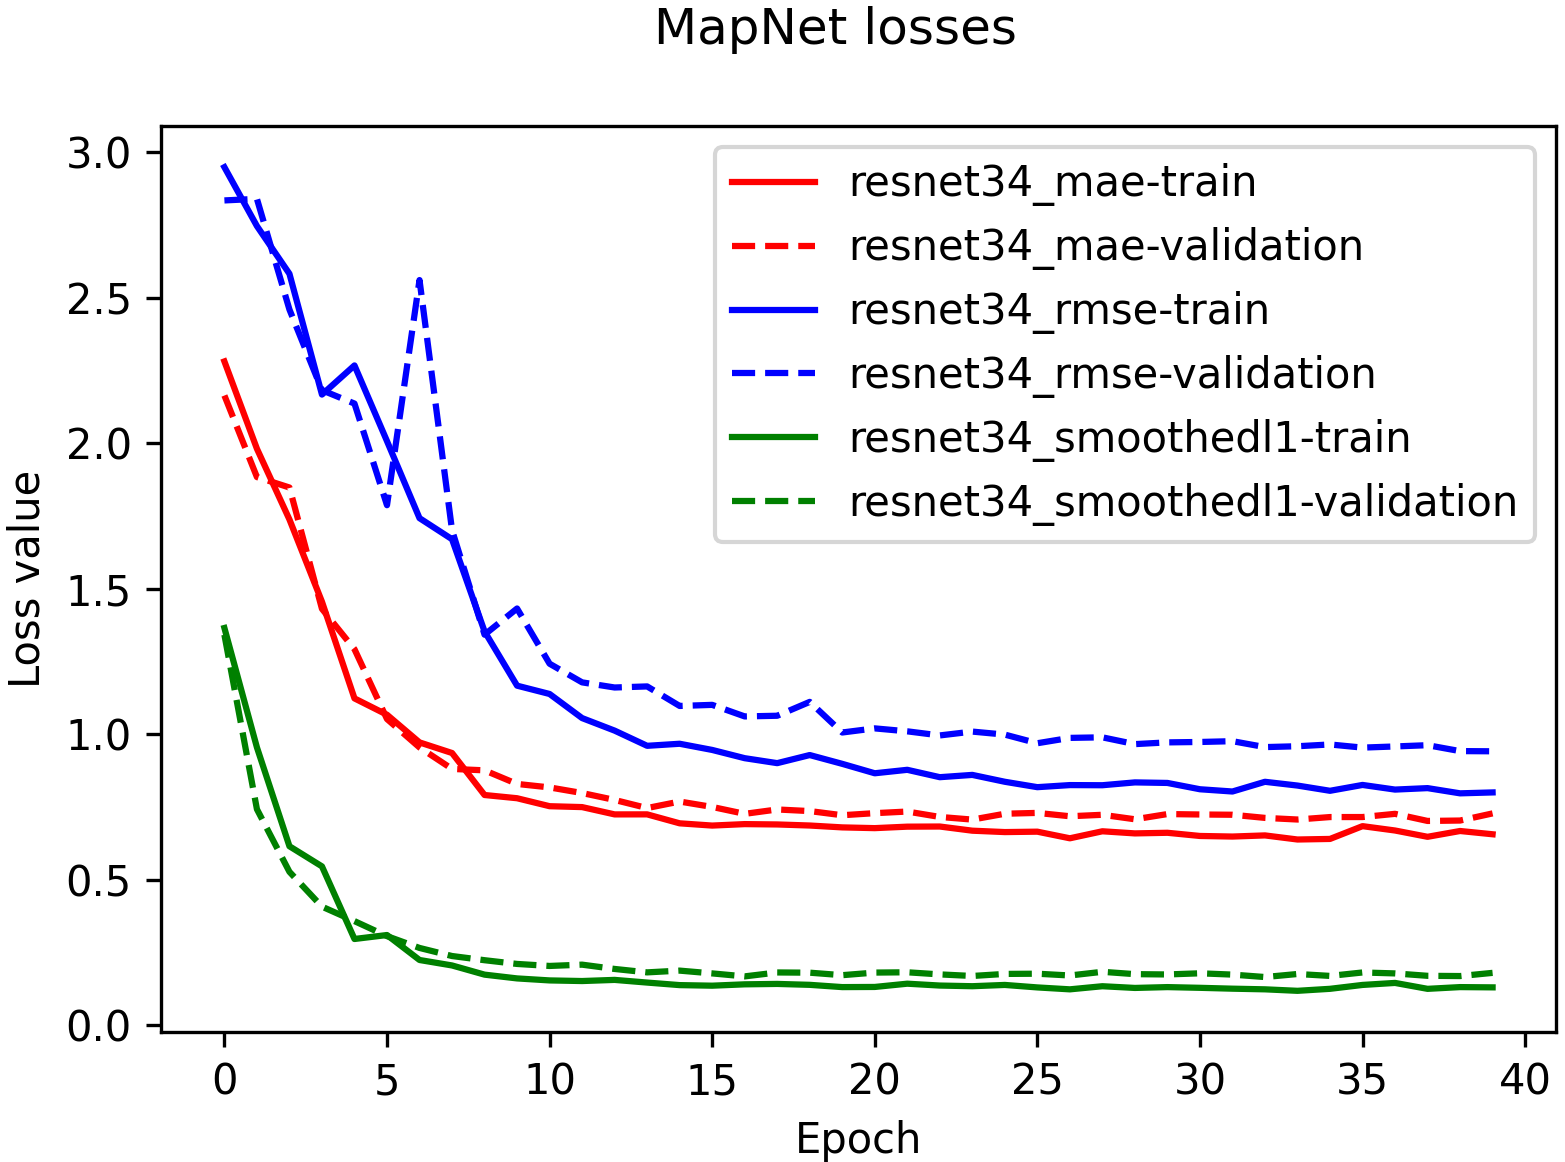 MapNet losses
3.0
2.5
2.0
1.5
1.0
0.5
0.0
Loss value
resnet34_mae-train
resnet34_mae-validation
resnet34_rmse-train
resnet34_rmse-validation
resnet34_smoothedl1-train
resnet34_smoothedl1-validation
0 5 10 15 20 25 30 35 40
Epoch